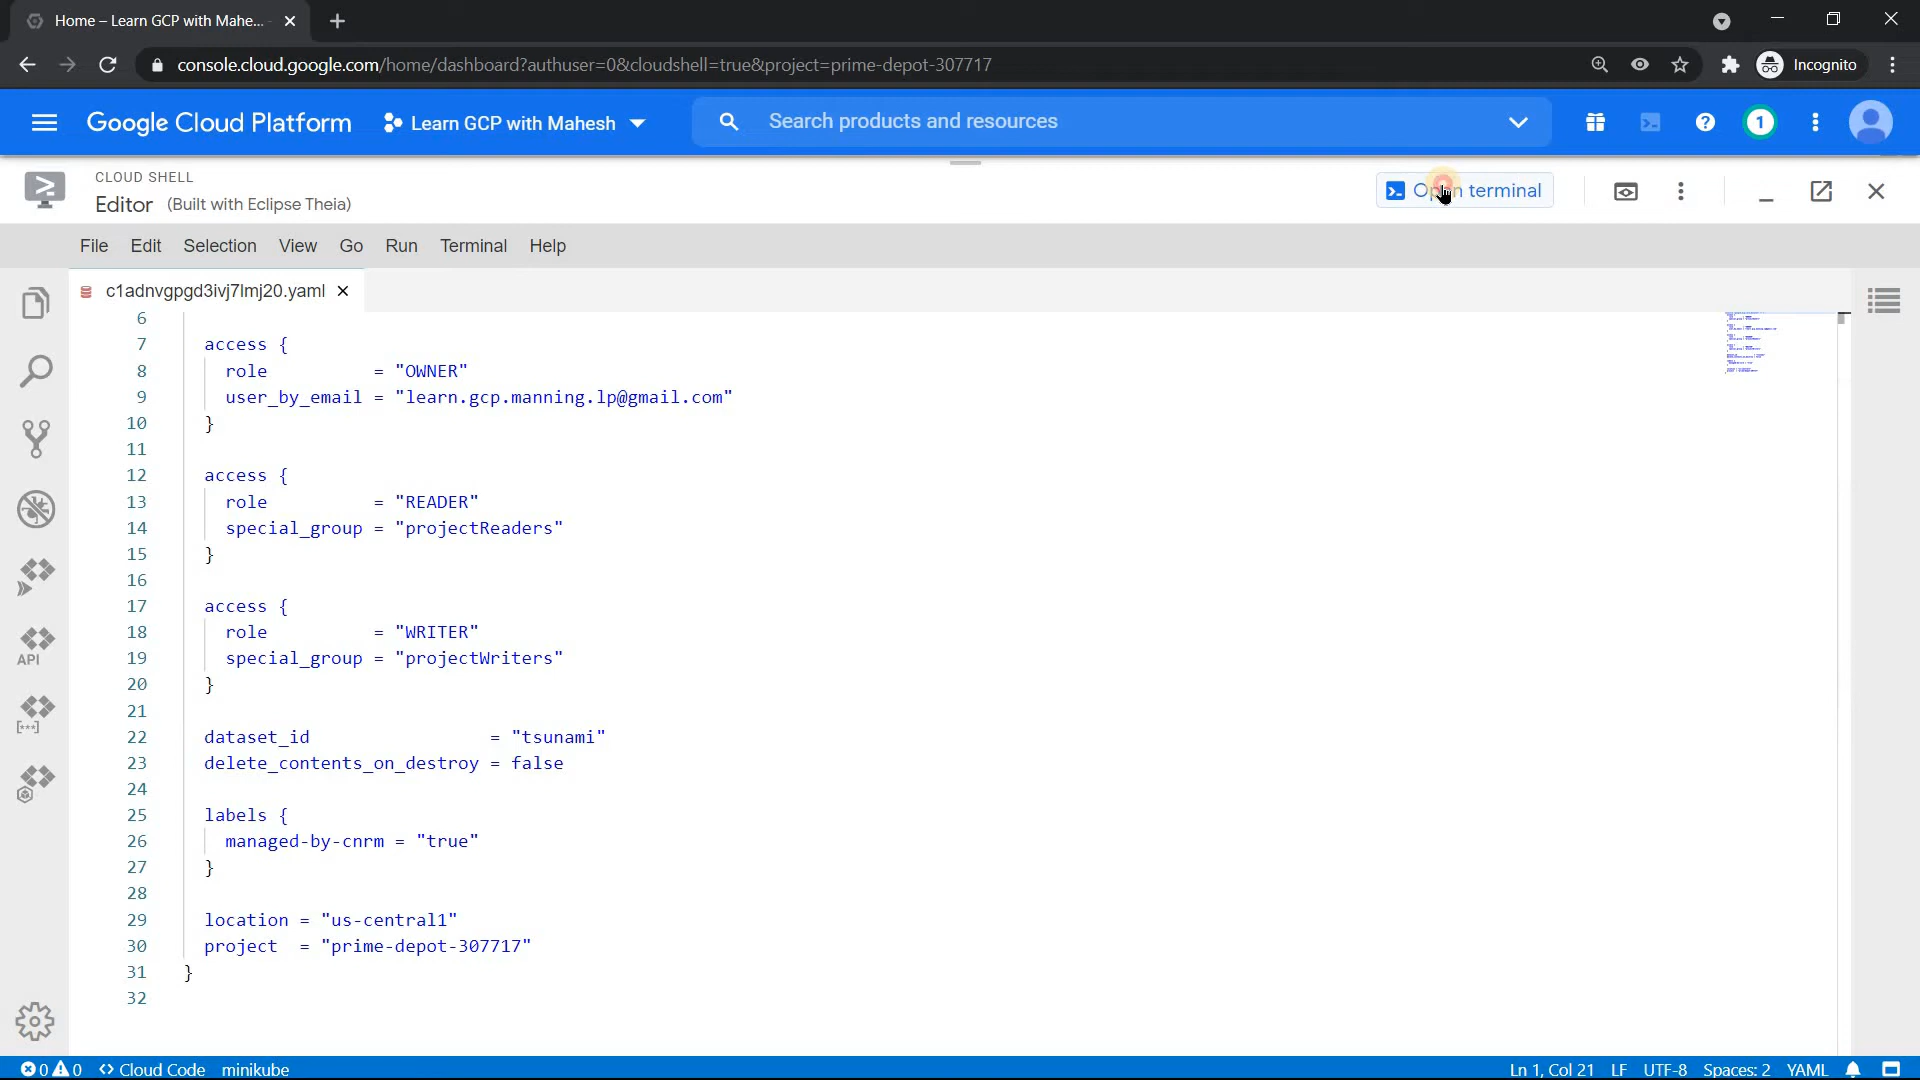 Home – Learn GCP with Mahe...
console.cloud.google.com/home/dashboard?authuser=0&cloudshell=true&project=prime-depot-307717
Incognito
Google Cloud Platform
Learn GCP with Mahesh
Search products and resources
1
CLOUD SHELL
Editor (Built with Eclipse Theia)
terminal
File Edit Selection View Go Run Terminal Help
c1adnvgpgd3ivj7lmj20.yaml
6
7 access {
8 role = "OWNER"
9 user_by_email = "learn.gcp.manning.lp@gmail.com"
10 }
11
12 access {
13 role = "READER"
14 special_group = "projectReaders"
15 }
16
17 access {
18 role = "WRITER"
19 special_group = "projectWriters"
20 }
21
22 dataset_id = "tsunami"
23 delete_contents_on_destroy = false
24
25 labels {
26 managed-by-cnrm = "true"
27 }
28
29 location = "us-central1"
30 project = "prime-depot-307717"
31 }
32
API
[***]
0 0 <> Cloud Code minikube
Ln 1, Col 21 LF UTF-8 Spaces: 2 YAML